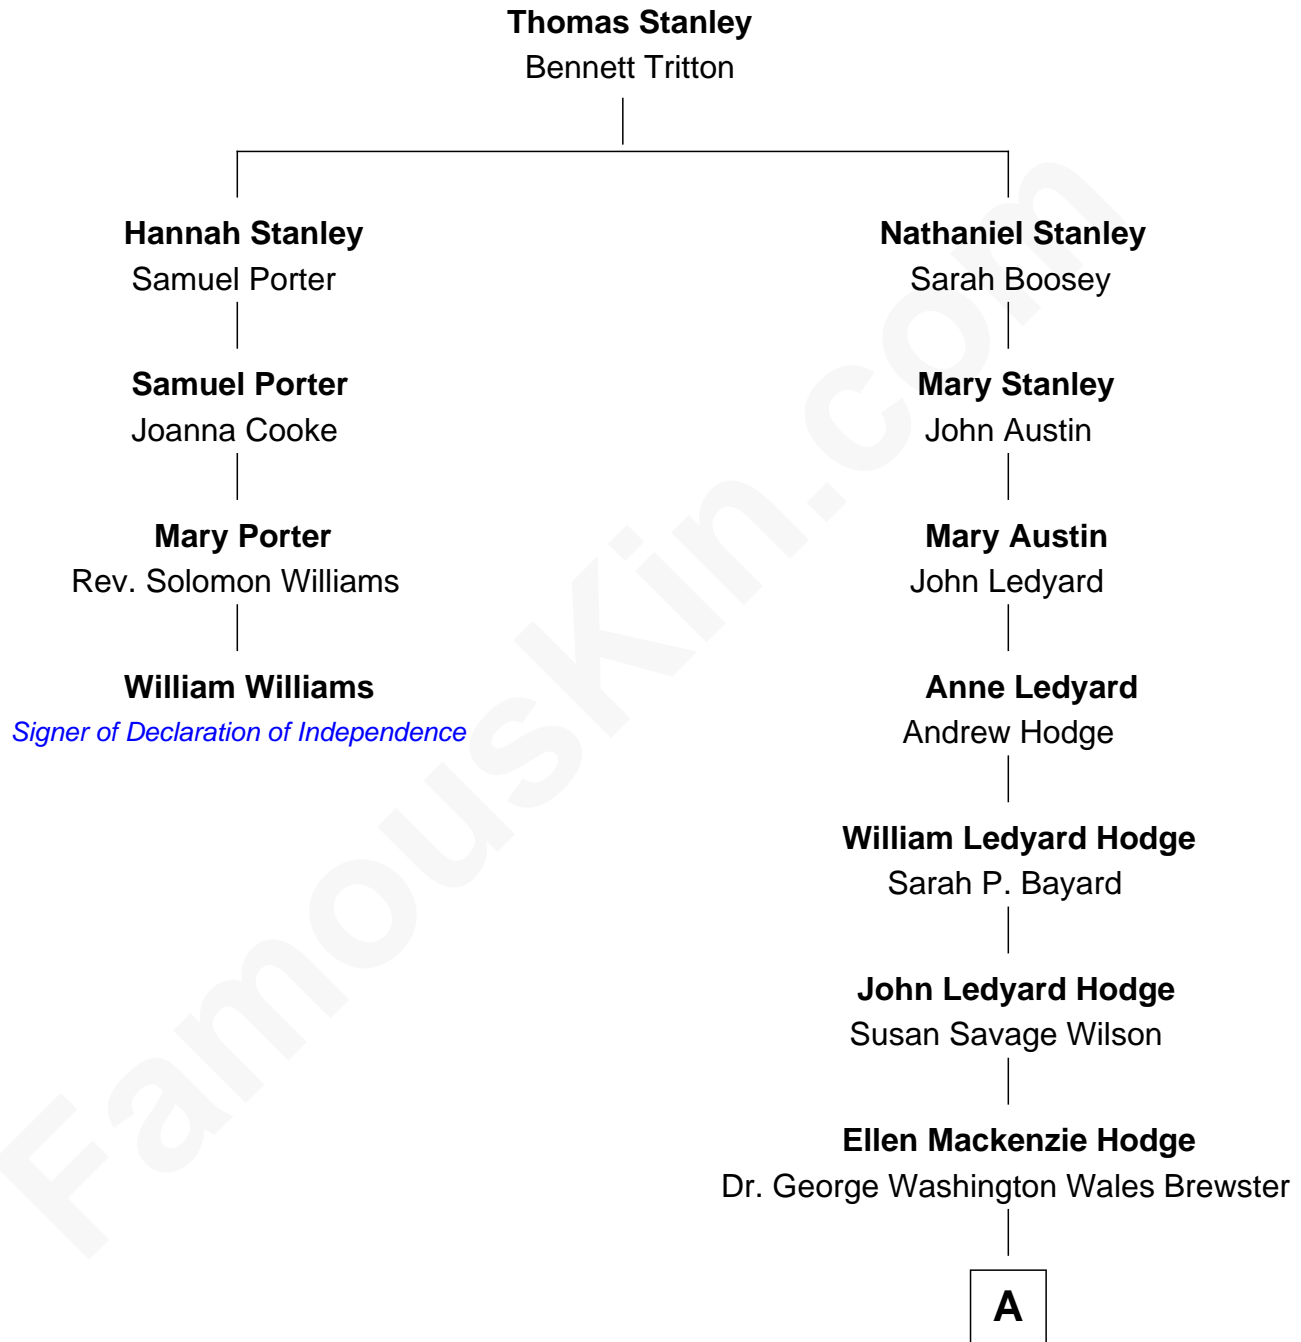 Thomas Stanley
Bennett Tritton
Hannah Stanley
Samuel Porter
Samuel Porter
Joanna Cooke
Mary Porter
Rev. Solomon Williams
William Williams
Signer of Declaration of Independence
Nathaniel Stanley
Sarah Boosey
Mary Stanley
John Austin
Mary Austin
John Ledyard
Anne Ledyard
Andrew Hodge
William Ledyard Hodge
Sarah P. Bayard
John Ledyard Hodge
Susan Savage Wilson
Ellen Mackenzie Hodge
Dr. George Washington Wales Brewster
A
FamousKin.com